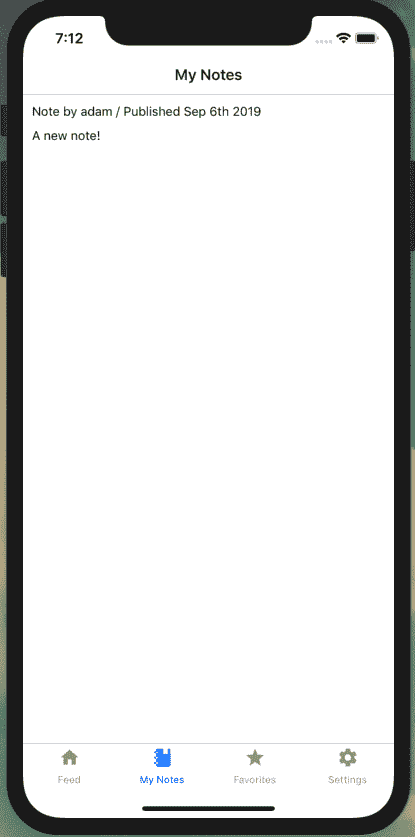 7:12
My Notes
Note by adam / Published Sep 6th 2019
A new note!
Feed
My Notes
Favorites
Settings